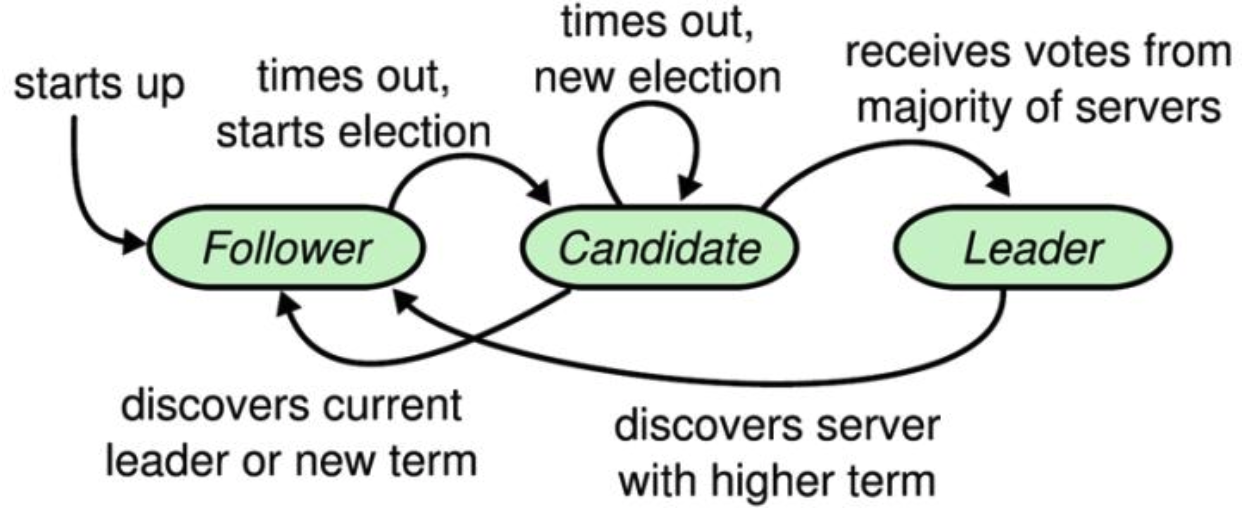 starts up
times out,
starts election
times out,
new election
receives votes from
majority of servers
Follower
Candidate
Leader
discovers current
leader or new term
discovers server
with higher term